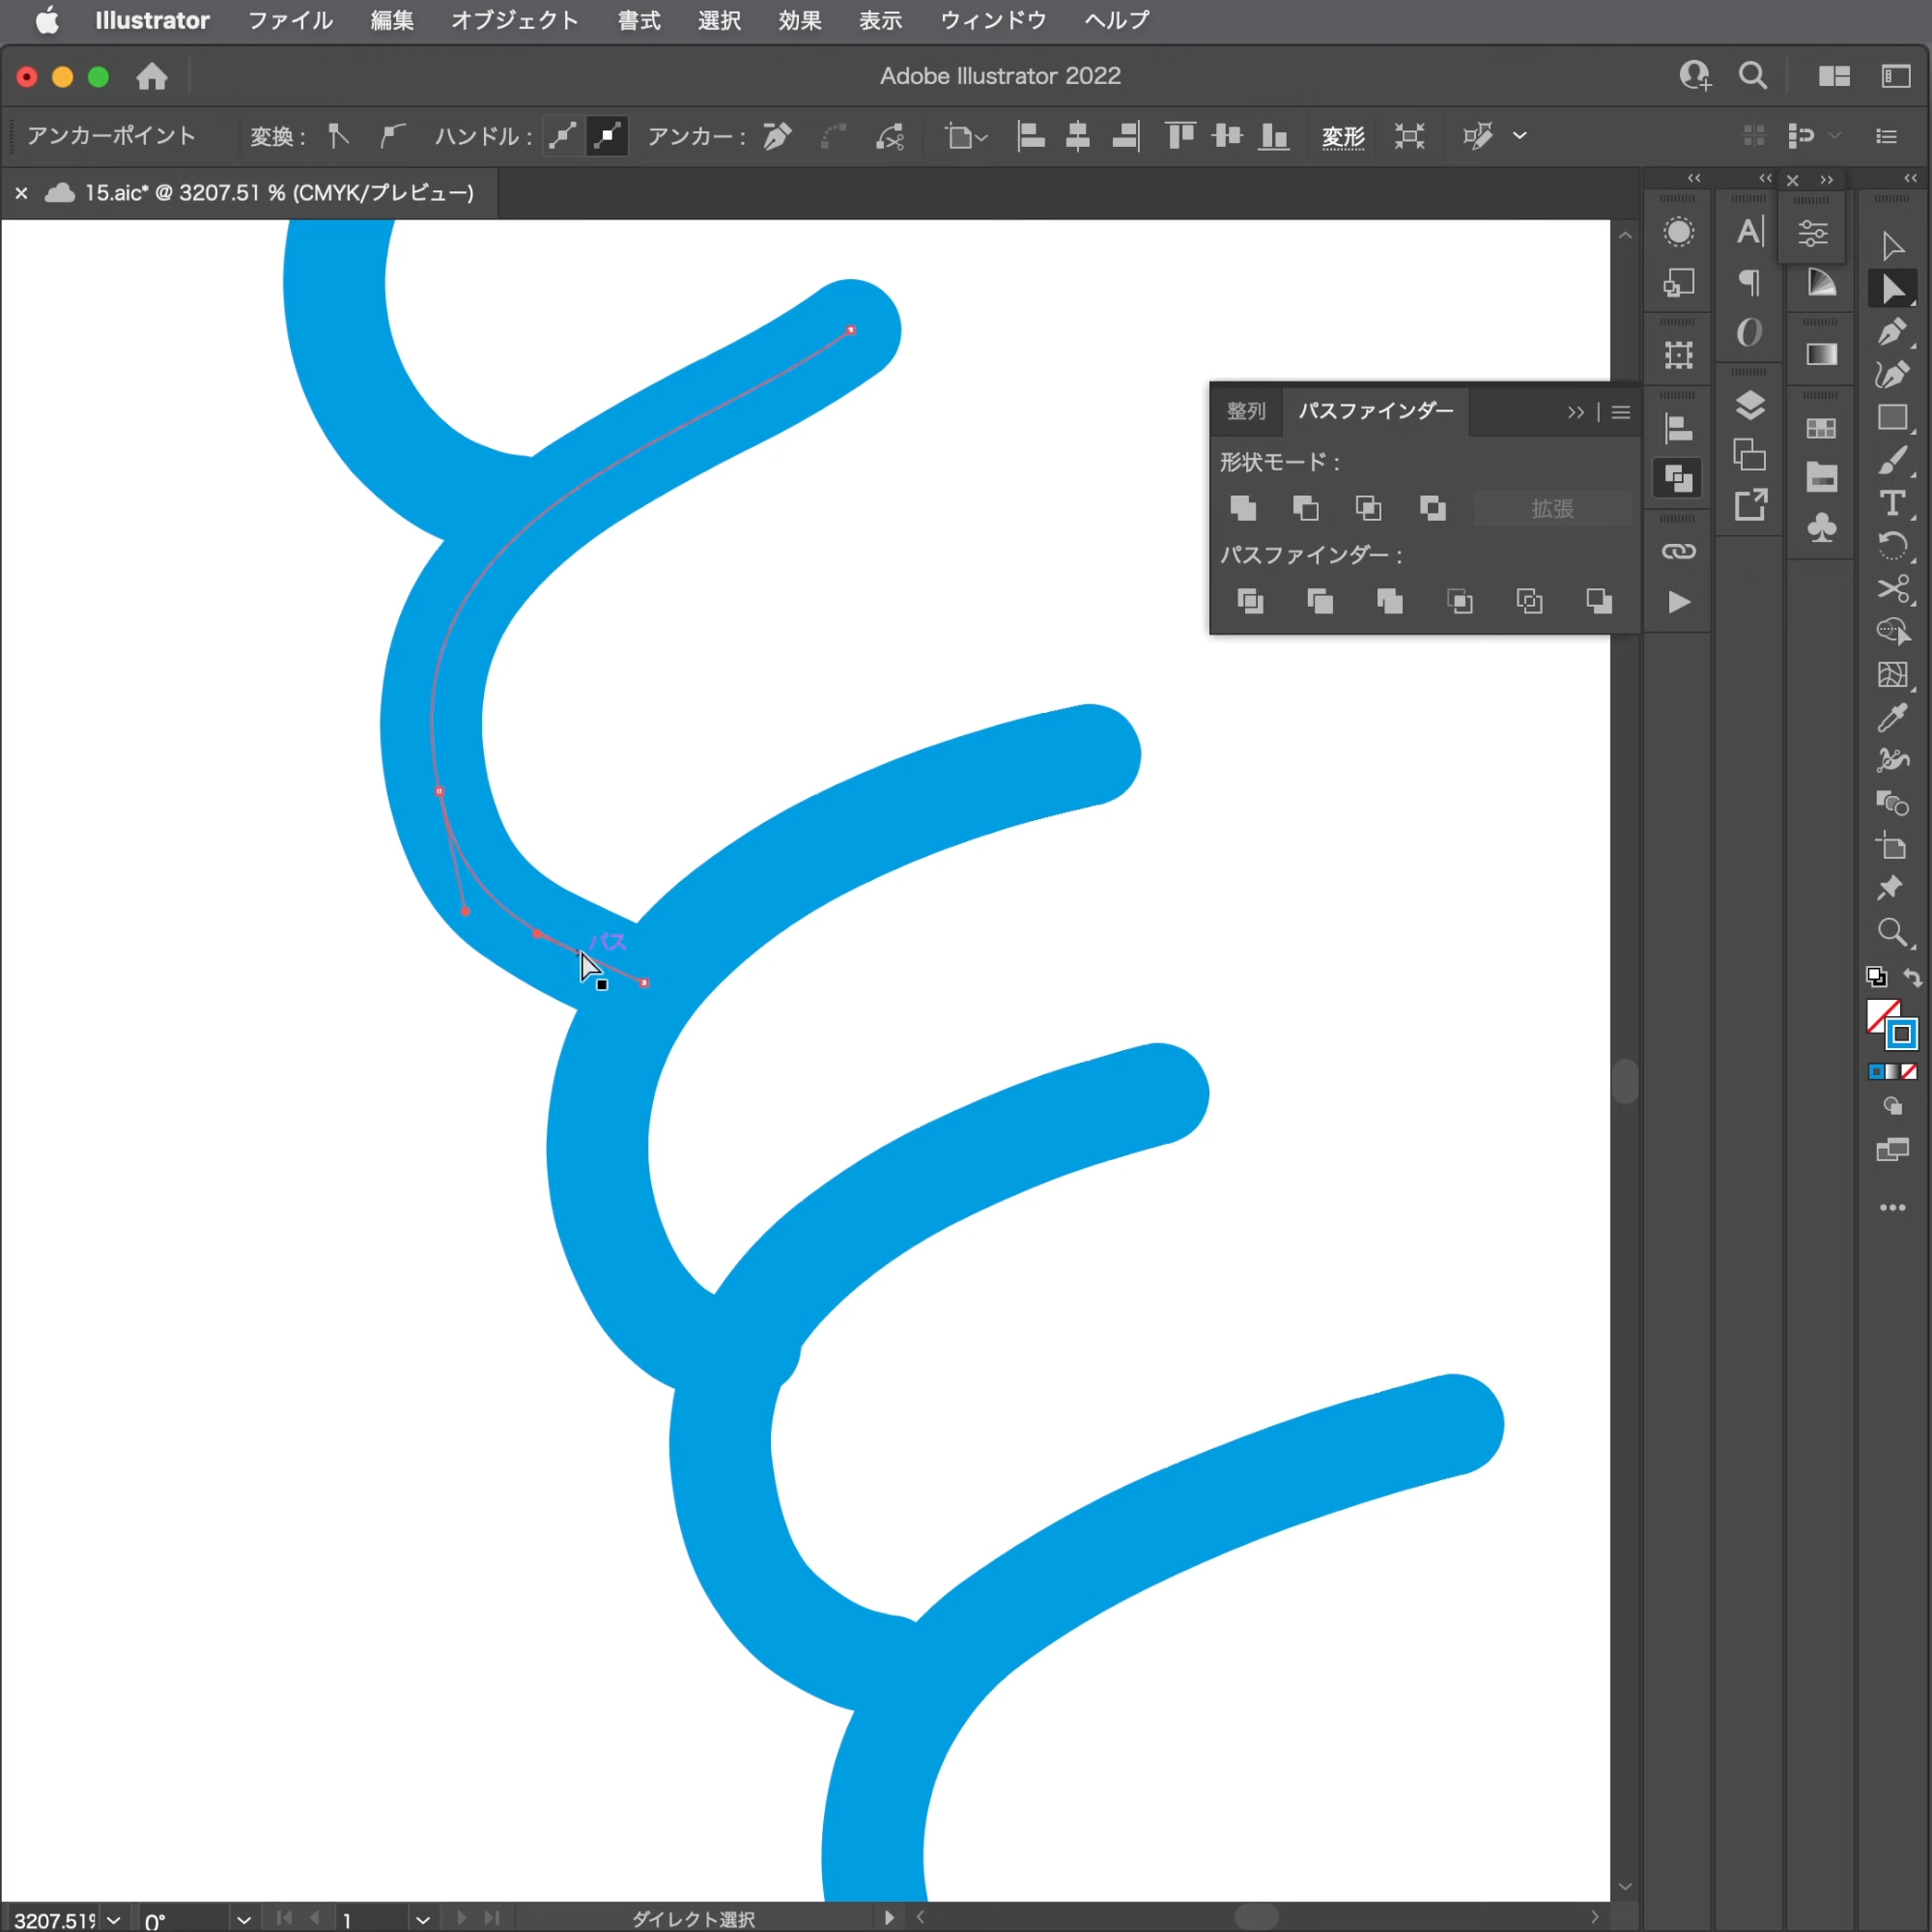 Illustrator ファイル 編集 オブジェクト 書式 選択 効果 表示 ウィンドウ ヘルプ
Adobe Illustrator 2022
アンカーポイント 変換： ハンドル： アンカー： 変形
× 15.aic* @ 3207.51 % (CMYK/プレビュー)
整列 パスファインダー
形状モード：
拡張
パスファインダー：
パス
3207.519 0° 1 ダイレクト選択